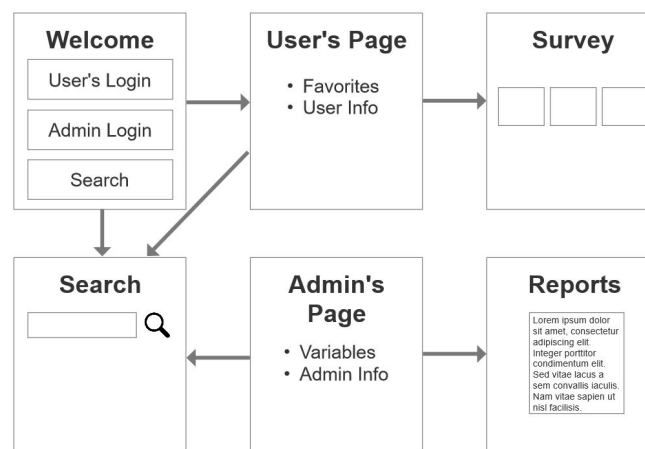 Welcome
User's Login
Admin Login
Search
User's Page
• Favorites
• User Info
Survey
Search
Admin's
Page
• Variables
• Admin Info
Reports
Lorem ipsum dolor
sit amet, consectetur
adipiscing elit.
Integer porttitor
condimentum elit.
Sed vitae lacus a
sem convallis iaculis.
Nam vitae sapien ut
nisl facilisis.